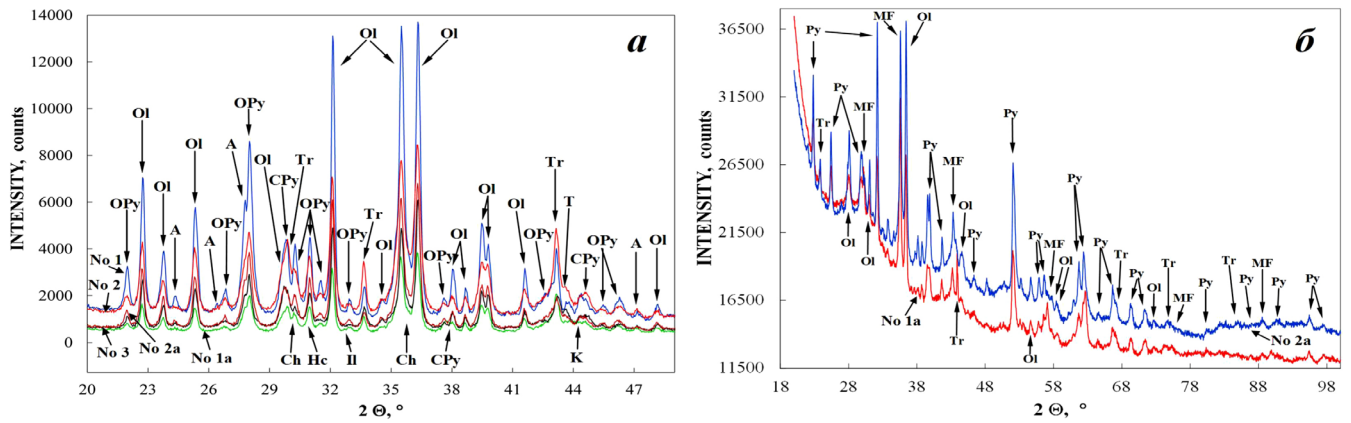 14000
12000
10000
8000
6000
4000
2000
0
INTENSITY, counts
20 23 26 29 32 35 38 41 44 47
2 Θ, °
а
OPy
Ol
Ol
A
Ol
A
A
OPy
OPy
Ol
CPy
Tr
OPy
Ol
OPy
Tr
Ol
Ol
OPy
Ol
Ol
Ol
OPy
Tr
T
CPy
OPy
A
Ol
No 1
No 2
No 3
No 2a
No 1a
Ch
Hc
Il
Ch
CPy
K
36500
31500
26500
21500
16500
11500
INTENSITY, counts
18 28 38 48 58 68 78 88 98
2 Θ, °
б
Py
MF
Ol
Tr
Py
MF
Ol
Ol
Py
MF
Ol
Py
Py
Py
MF
Ol
Py
Py
Tr
Py
Ol
Tr
MF
Py
Tr
Py
MF
Py
Py
No 1a
Tr
Ol
No 2a